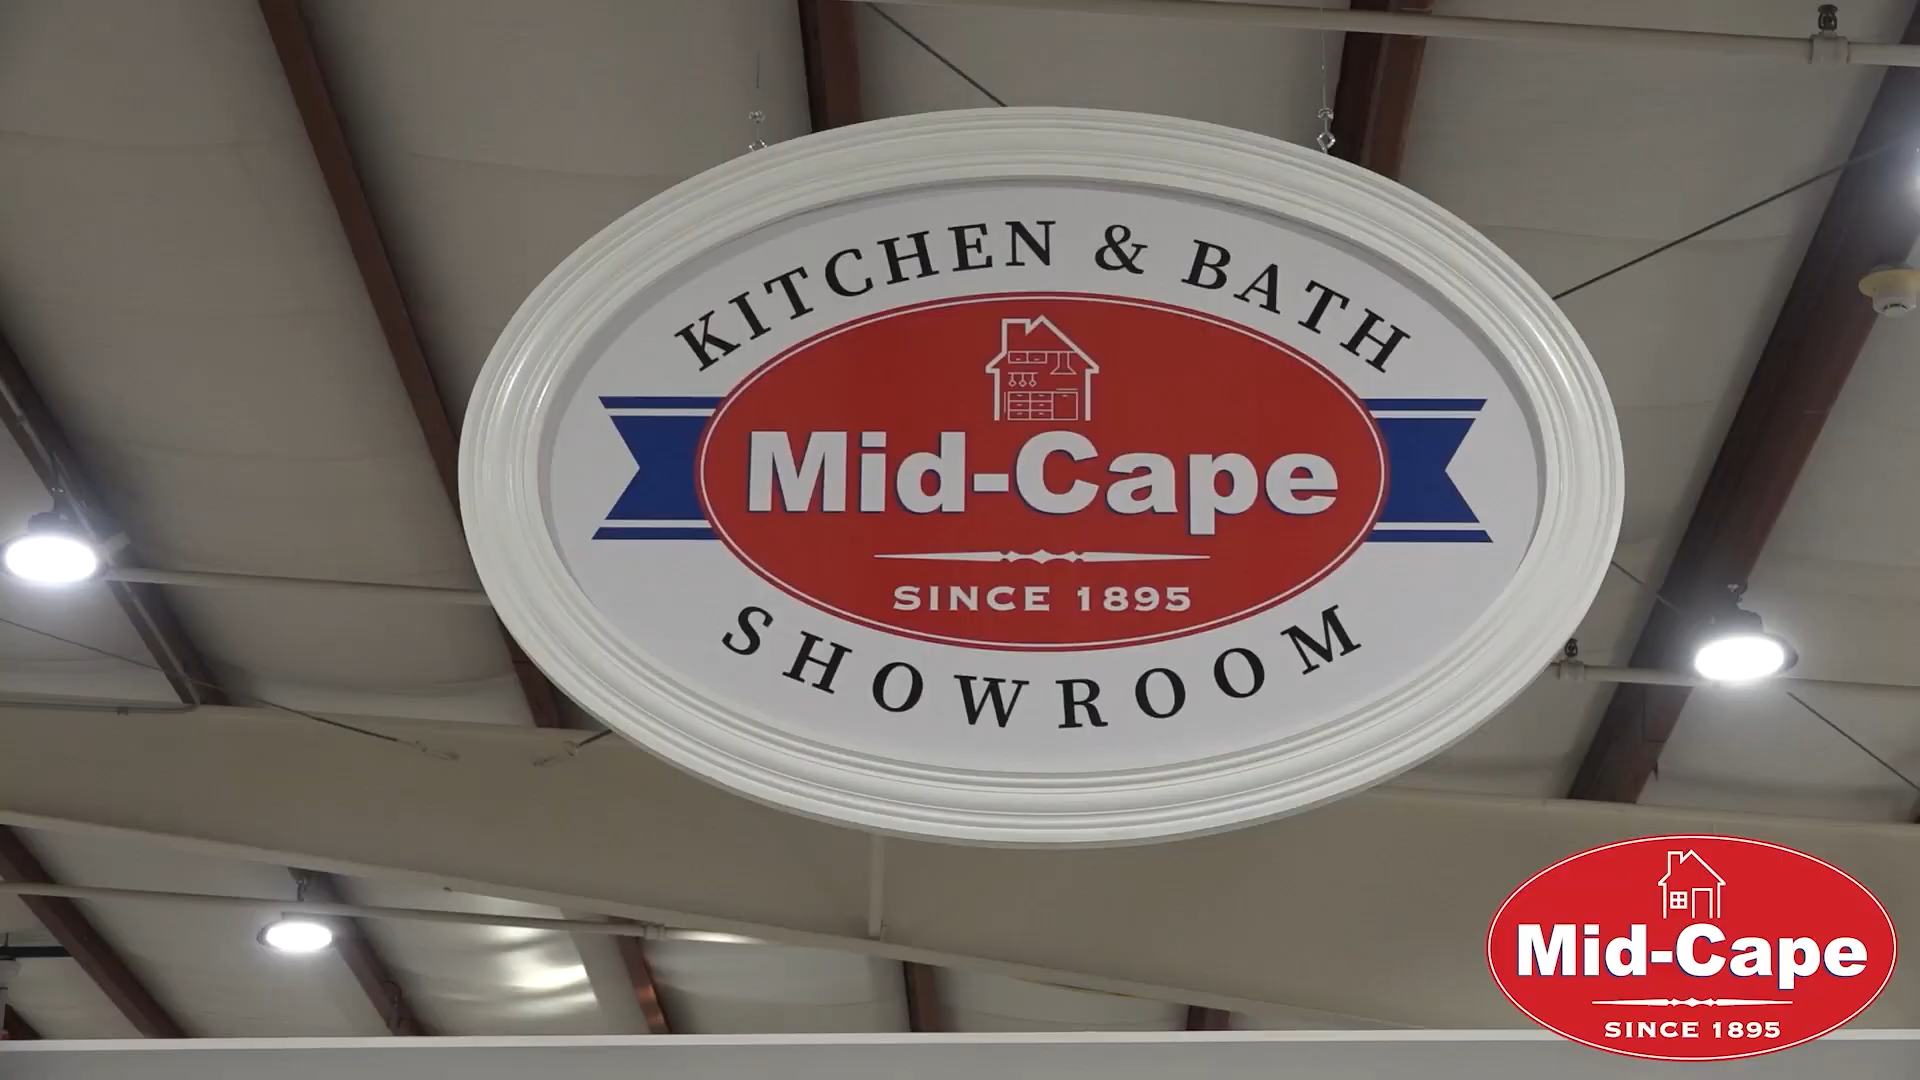 KITCHEN & BATH
Mid-Cape
SINCE 1895
SHOWROOM
Mid-Cape
SINCE 1895